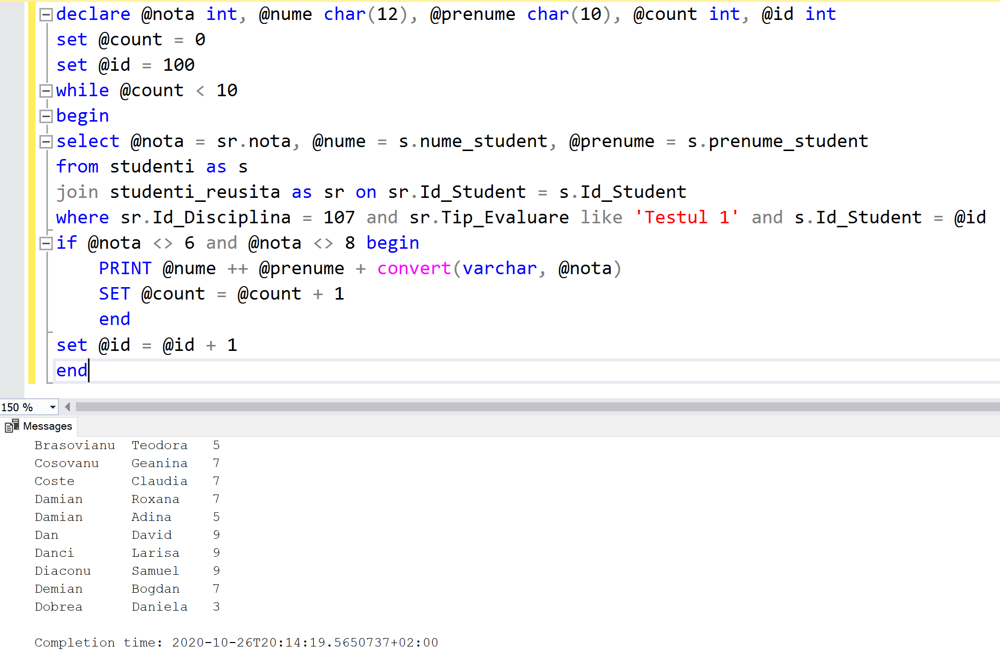 declare @nota int, @nume char(12), @prenume char(10), @count int, @id int
set @count = 0
set @id = 100
while @count < 10
begin
select @nota = sr.nota, @nume = s.nume_student, @prenume = s.prenume_student
from studenti as s
join studenti_reusita as sr on sr.Id_Student = s.Id_Student
where sr.Id_Disciplina = 107 and sr.Tip_Evaluare like 'Testul 1' and s.Id_Student = @id
if @nota <> 6 and @nota <> 8 begin
    PRINT @nume ++ @prenume + convert(varchar, @nota)
    SET @count = @count + 1
    end
set @id = @id + 1
end
150 %
Messages
Brasovianu  Teodora   5
Cosovanu    Geanina   7
Coste       Claudia   7
Damian      Roxana    7
Damian      Adina     5
Dan         David     9
Danci       Larisa    9
Diaconu     Samuel    9
Demian      Bogdan    7
Dobrea      Daniela   3
Completion time: 2020-10-26T20:14:19.5650737+02:00